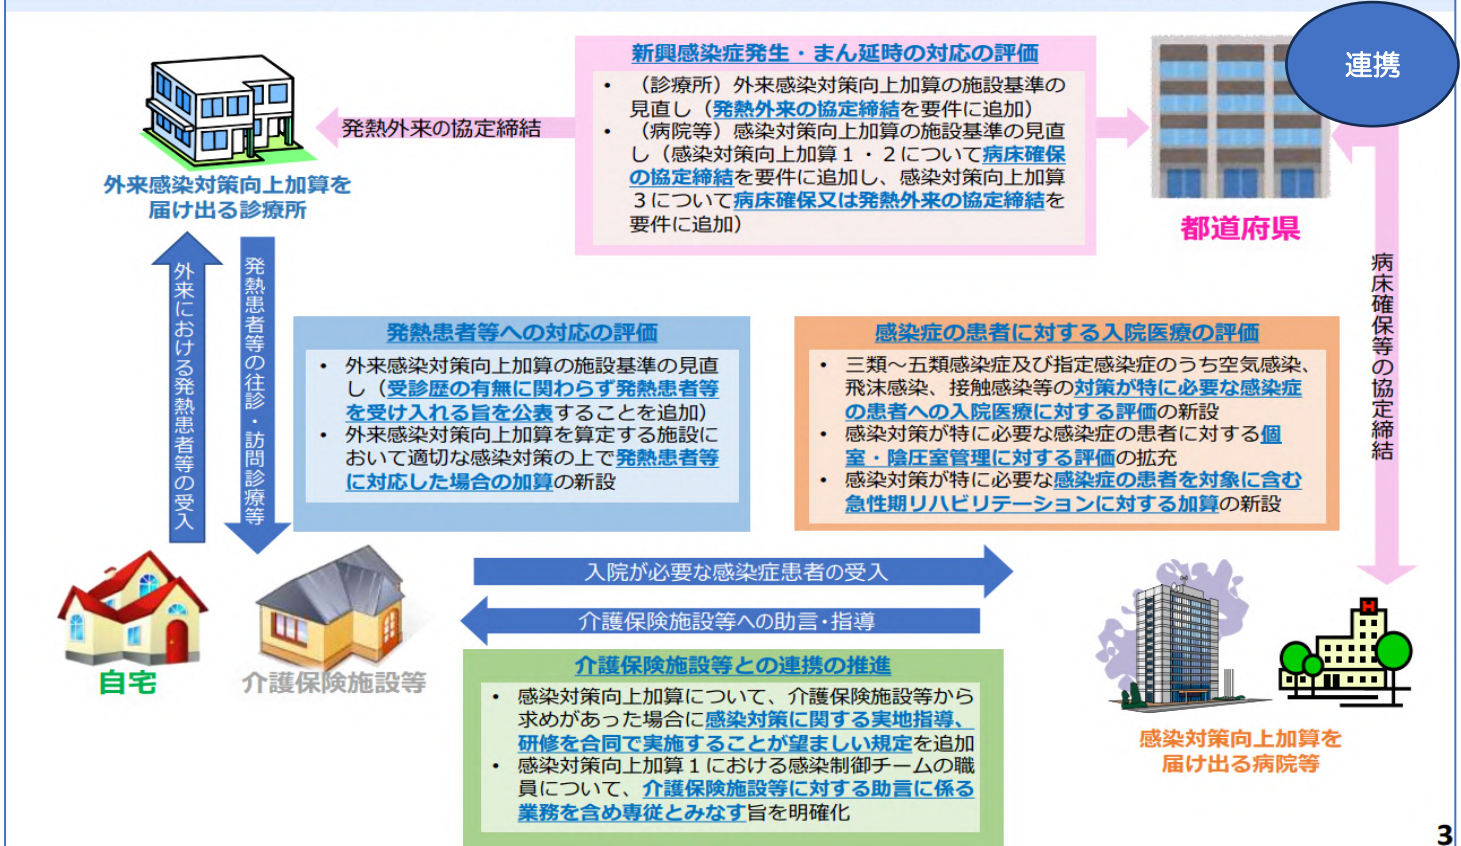 連携
新興感染症発生・まん延時の対応の評価
• （診療所）外来感染対策向上加算の施設基準の
見直し（発熱外来の協定締結を要件に追加）
• （病院等）感染対策向上加算の施設基準の見直
し（感染対策向上加算１・２について病床確保
の協定締結を要件に追加し、感染対策向上加算
３について病床確保又は発熱外来の協定締結を
要件に追加）
発熱外来の協定締結
外来感染対策向上加算を
届け出る診療所
都道府県
外来における発熱患者等の受入
発熱患者等の往診・訪問診療等
病床確保等の協定締結
発熱患者等への対応の評価
• 外来感染対策向上加算の施設基準の見直
し（受診歴の有無に関わらず発熱患者等
を受け入れる旨を公表することを追加）
• 外来感染対策向上加算を算定する施設に
おいて適切な感染対策の上で発熱患者等
に対応した場合の加算の新設
感染症の患者に対する入院医療の評価
• 三類～五類感染症及び指定感染症のうち空気感染、
飛沫感染、接触感染等の対策が特に必要な感染症
の患者への入院医療に対する評価の新設
• 感染対策が特に必要な感染症の患者に対する個
室・陰圧室管理に対する評価の拡充
• 感染対策が特に必要な感染症の患者を対象に含む
急性期リハビリテーションに対する加算の新設
入院が必要な感染症患者の受入
介護保険施設等への助言・指導
自宅
介護保険施設等
H
介護保険施設等との連携の推進
• 感染対策向上加算について、介護保険施設等から
求めがあった場合に感染対策に関する実地指導、
研修を合同で実施することが望ましい規定を追加
• 感染対策向上加算１における感染制御チームの職
員について、介護保険施設等に対する助言に係る
業務を含め専従とみなす旨を明確化
感染対策向上加算を
届け出る病院等
3